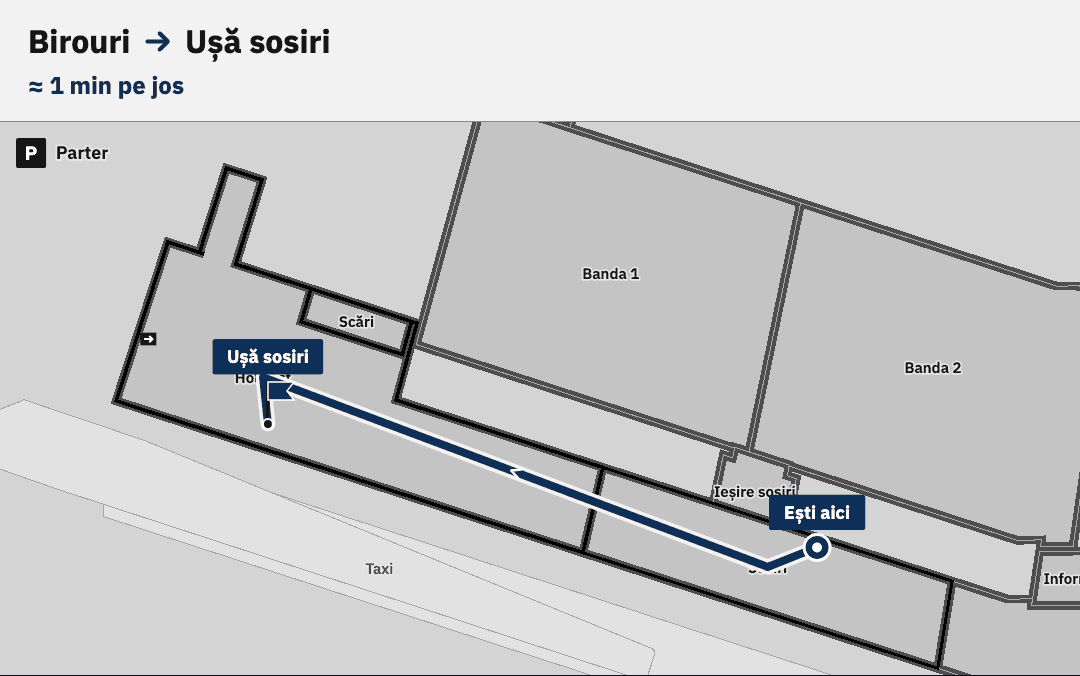 Birouri → Ușă sosiri
≈ 1 min pe jos
P Parter
Banda 1
Scări
Ușă sosiri
Banda 2
Ieșire sosiri
Ești aici
Taxi